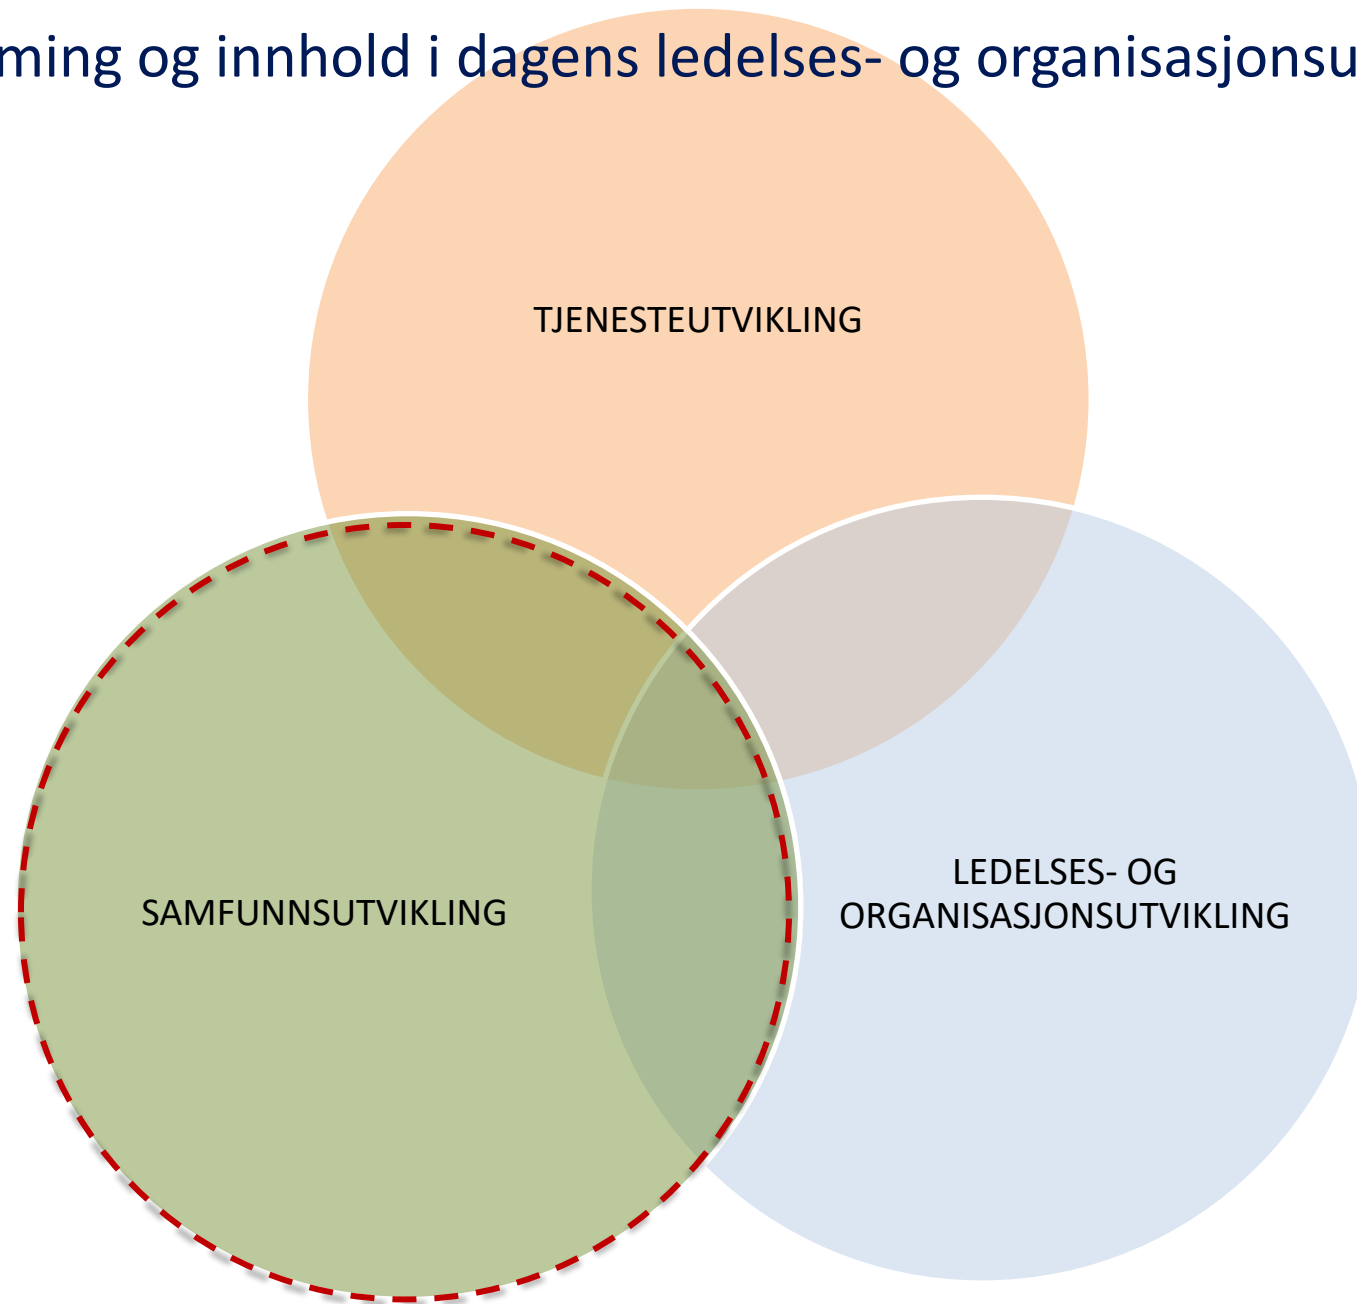 ming og innhold i dagens ledelses- og organisasjonsu
TJENESTEUTVIKLING
LEDELSES- OG
ORGANISASJONSUTVIKLING
SAMFUNNSUTVIKLING